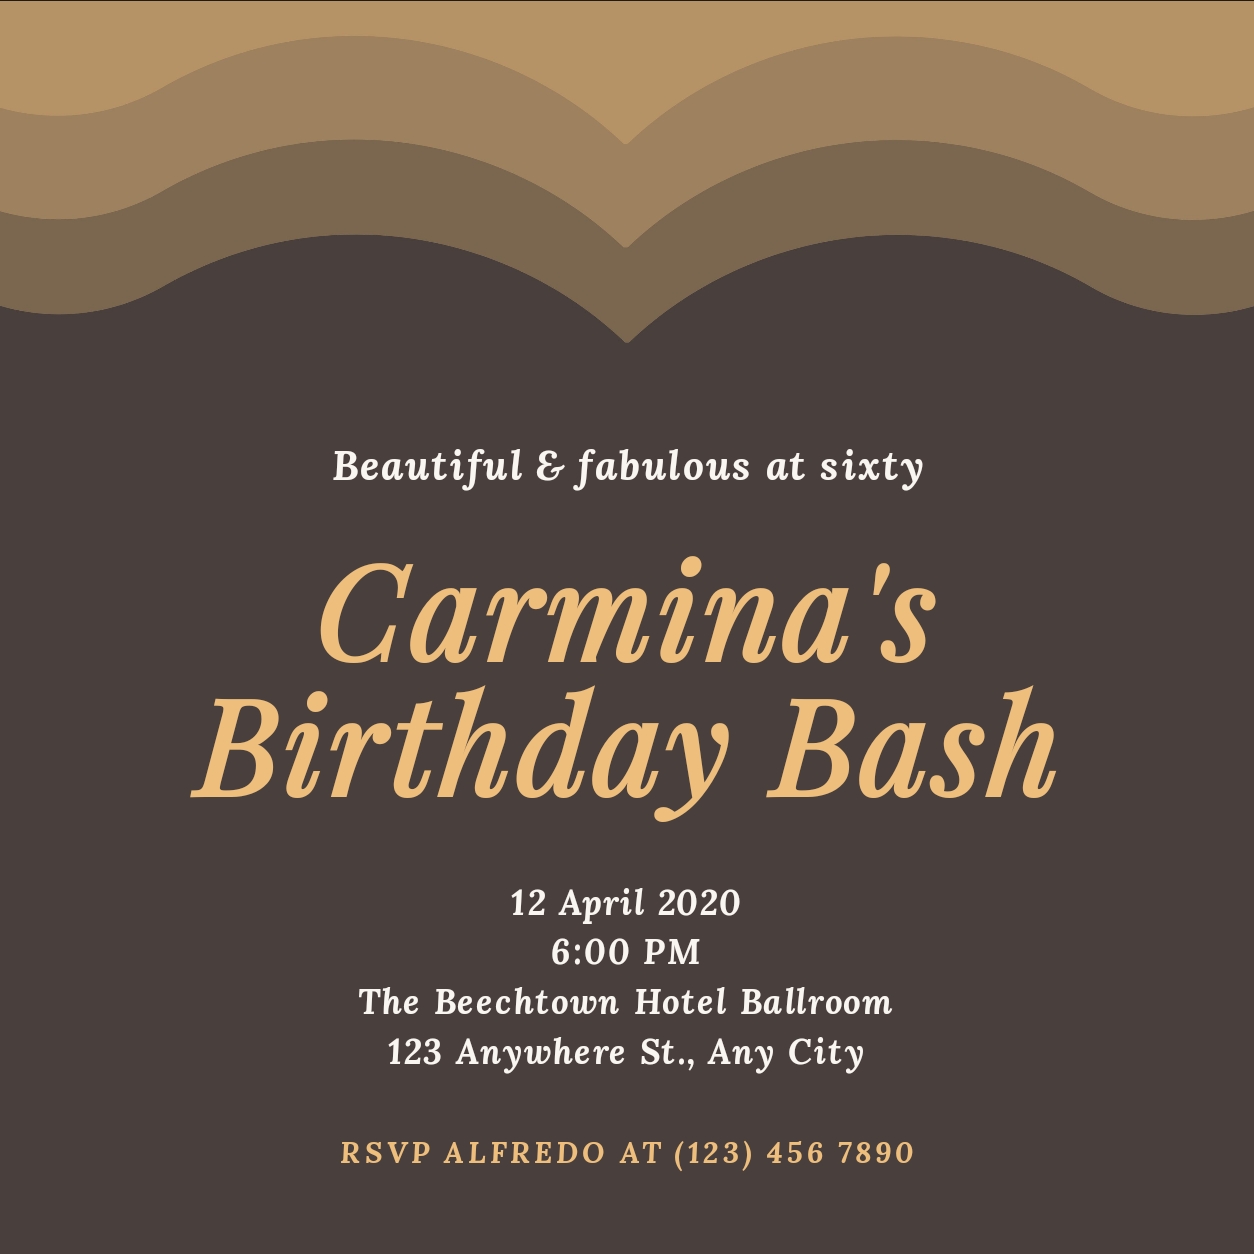 Beautiful & fabulous at sixty
Carmina's
Birthday Bash
12 April 2020
6:00 PM
The Beechtown Hotel Ballroom
123 Anywhere St., Any City
RSVP ALFREDO AT (123) 456 7890